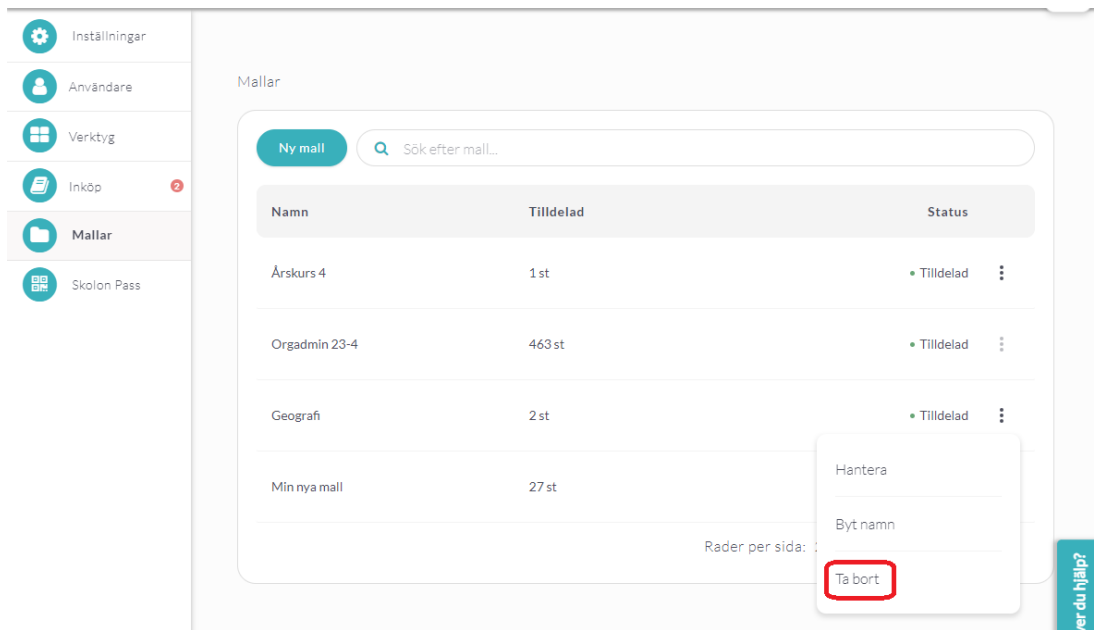 Inställningar
Användare
Verktyg
Inköp 2
Mallar
Skolon Pass
Mallar
Ny mall Sök efter mall...
Namn Tilldelad Status
Årskurs 4 1 st • Tilldelad
Orgadmin 23-4 463 st • Tilldelad
Geografi 2 st • Tilldelad
Min nya mall 27 st
Rader per sida:
Hantera
Byt namn
Ta bort
du hjälp?